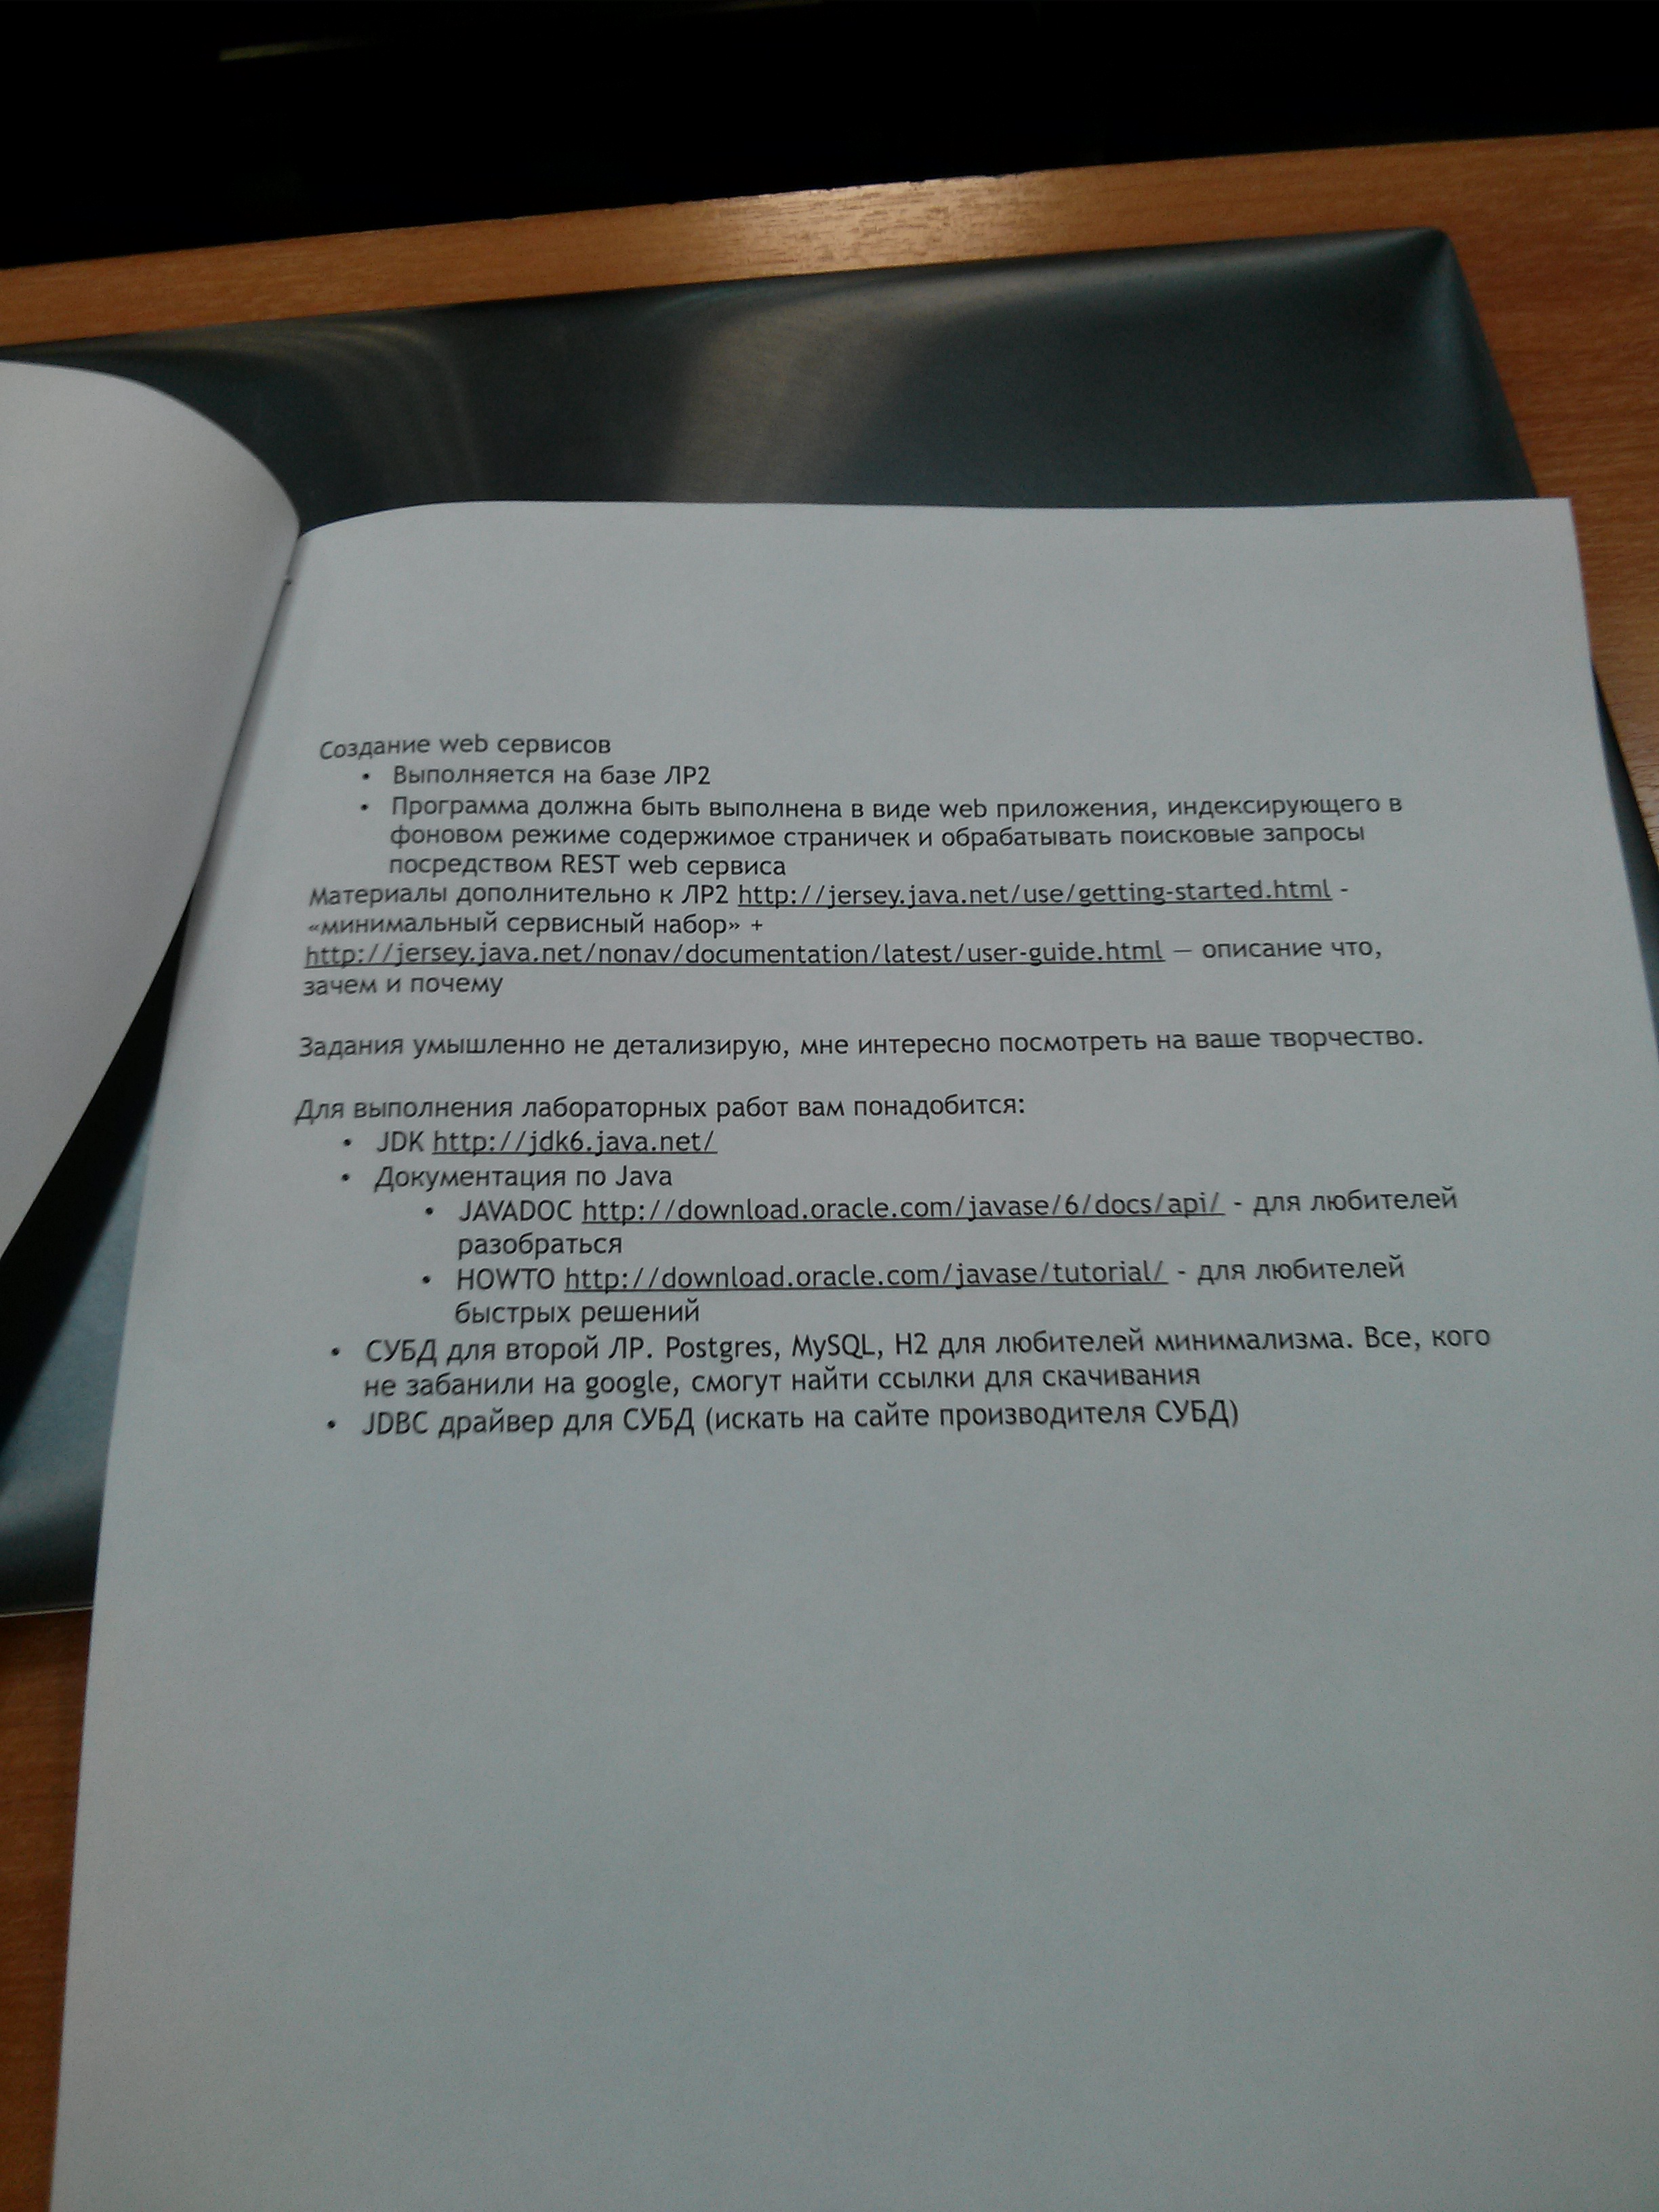 Создание web сервисов
• Выполняется на базе ЛР2
• Программа должна быть выполнена в виде web приложения, индексирующего в
фоновом режиме содержимое страничек и обрабатывать поисковые запросы
посредством REST web сервиса
Материалы дополнительно к ЛР2 http://jersey.java.net/use/getting-started.html -
«минимальный сервисный набор» +
http://jersey.java.net/nonav/documentation/latest/user-guide.html — описание что,
зачем и почему
Задания умышленно не детализирую, мне интересно посмотреть на ваше творчество.
Для выполнения лабораторных работ вам понадобится:
• JDK http://jdk6.java.net/
• Документация по Java
• JAVADOC http://download.oracle.com/javase/6/docs/api/ - для любителей
разобраться
• HOWTO http://download.oracle.com/javase/tutorial/ - для любителей
быстрых решений
• СУБД для второй ЛР. Postgres, MySQL, H2 для любителей минимализма. Все, кого
не забанили на google, смогут найти ссылки для скачивания
• JDBC драйвер для СУБД (искать на сайте производителя СУБД)